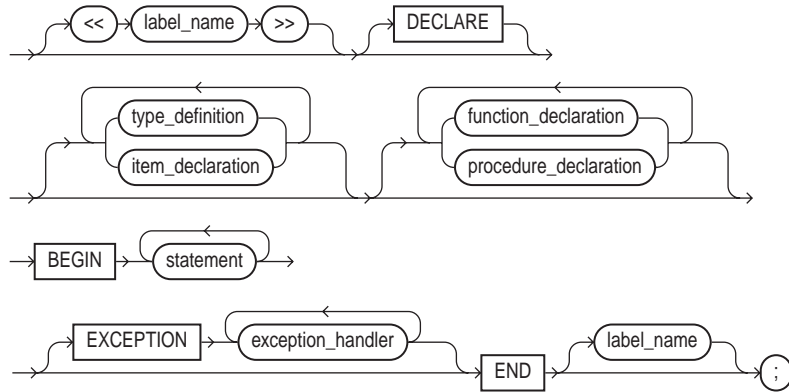 << label_name >> DECLARE
type_definition function_declaration
item_declaration procedure_declaration
BEGIN statement
EXCEPTION exception_handler label_name
END ;